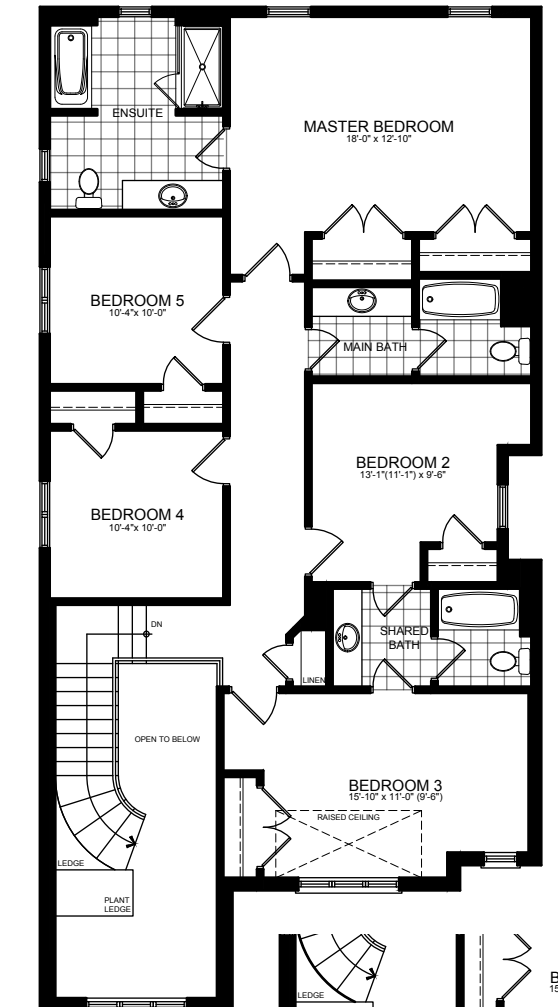 ENSUITE
MASTER BEDROOM
18'-0" x 12'-10"
BEDROOM 5
10'-4"x 10'-0"
MAIN BATH
BEDROOM 2
13'-1"(11'-1") x 9'-6"
BEDROOM 4
10'-4"x 10'-0"
DN
SHARED
BATH
LINEN
OPEN TO BELOW
BEDROOM 3
15'-10" x 11'-0" (9'-6")
RAISED CEILING
LEDGE
PLANT
LEDGE
LEDGE
B
15